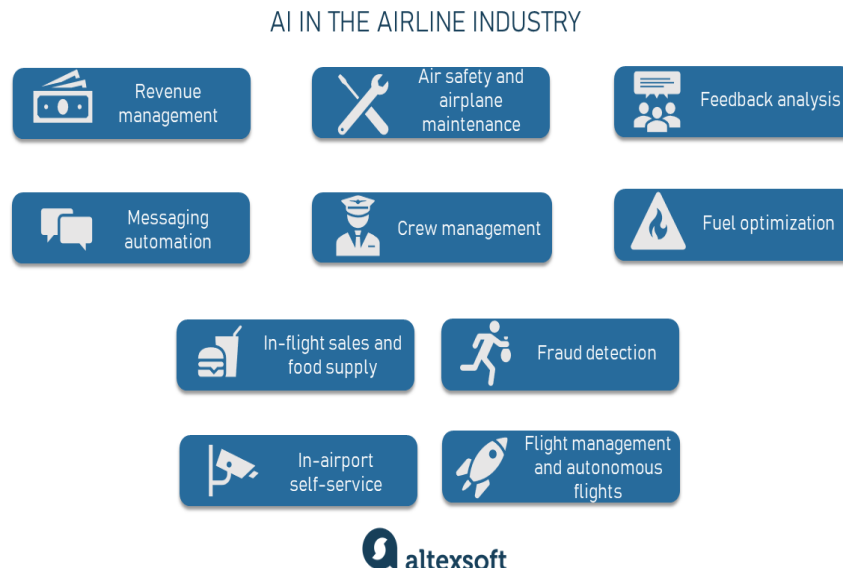 AI IN THE AIRLINE INDUSTRY
Revenue
management
Air safety and
airplane
maintenance
Feedback analysis
Messaging
automation
Crew management
Fuel optimization
In-flight sales and
food supply
Fraud detection
In-airport
self-service
Flight management
and autonomous
flights
altexsoft